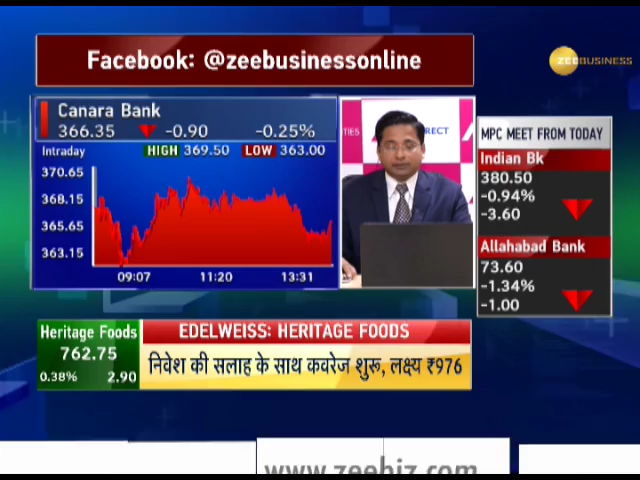 Facebook: @zeebusinessonline
ZEEBUSINESS
Canara Bank
366.35 -0.90 -0.25%
Intraday HIGH 369.50 LOW 363.00
370.65
368.15
365.65
363.15
09:07 11:20 13:31
ITIES
RECT
MPC MEET FROM TODAY
Indian Bk
380.50
-0.94%
-3.60
Allahabad Bank
73.60
-1.34%
-1.00
Heritage Foods
762.75
0.38% 2.90
EDELWEISS: HERITAGE FOODS
निवेश की सलाह के साथ कवरेज शुरू, लक्ष्य ₹976
www.zeebiz.com